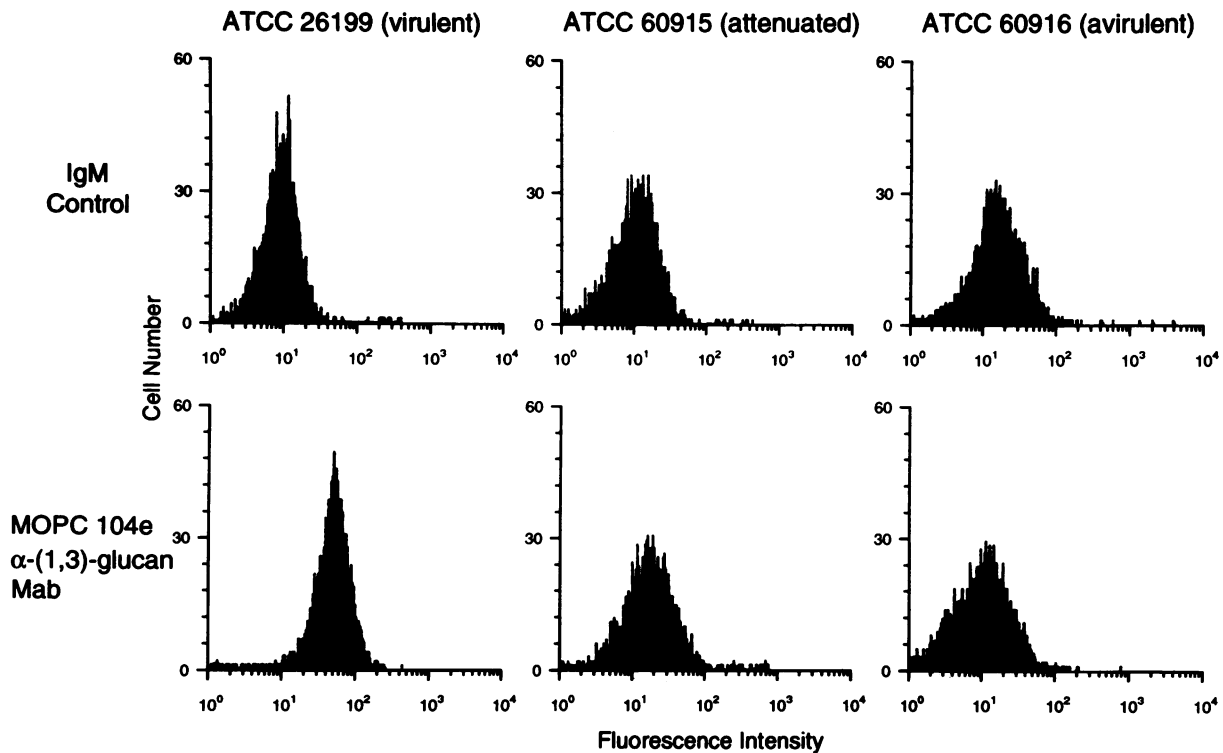 ATCC 26199 (virulent) ATCC 60915 (attenuated) ATCC 60916 (avirulent)
IgM
Control
60
30
0
10⁰ 10¹ 10² 10³ 10⁴
60
30
0
10⁰ 10¹ 10² 10³ 10⁴
60
30
0
10⁰ 10¹ 10² 10³ 10⁴
Cell Number
MOPC 104e
α-(1,3)-glucan
Mab
60
30
0
10⁰ 10¹ 10² 10³ 10⁴
60
30
0
10⁰ 10¹ 10² 10³ 10⁴
60
30
0
10⁰ 10¹ 10² 10³ 10⁴
Fluorescence Intensity